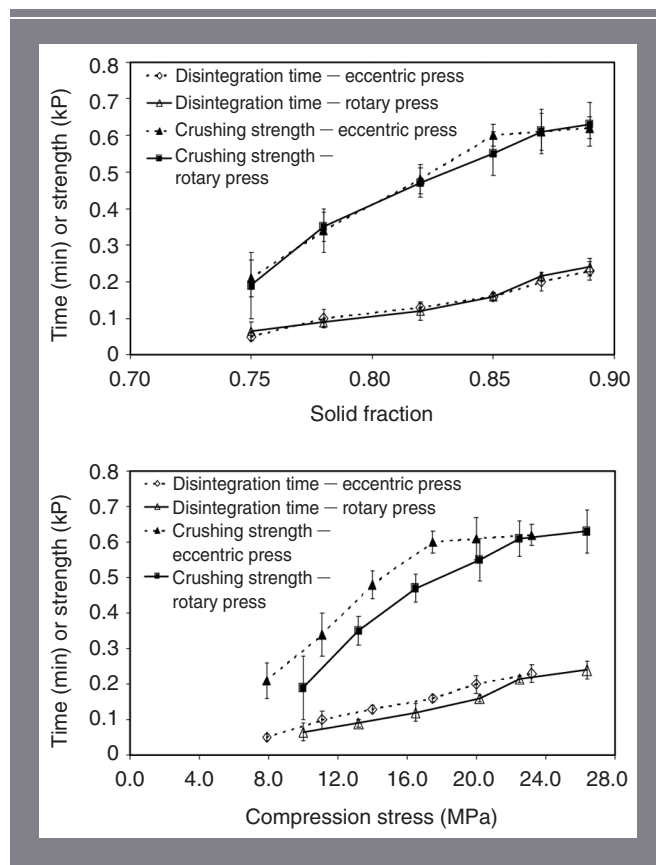 0.8
0.7
0.6
0.5
0.4
0.3
0.2
0.1
0
Time (min) or strength (kP)
Disintegration time — eccentric press
Disintegration time — rotary press
Crushing strength — eccentric press
Crushing strength —
rotary press
0.70 0.75 0.80 0.85 0.90
Solid fraction
0.8
0.7
0.6
0.5
0.4
0.3
0.2
0.1
0
Time (min) or strength (kP)
Disintegration time — eccentric press
Disintegration time — rotary press
Crushing strength —
eccentric press
Crushing strength —
rotary press
0.0 4.0 8.0 12.0 16.0 20.0 24.0 28.0
Compression stress (MPa)